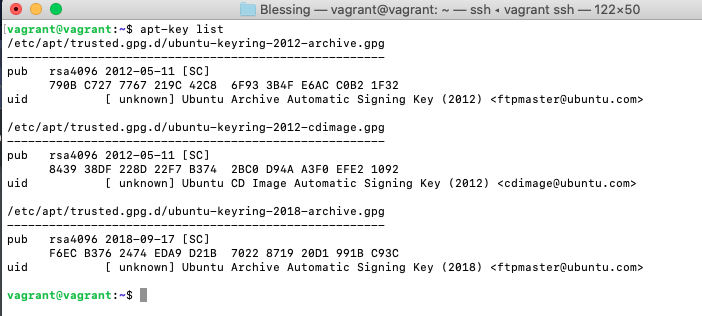 Blessing — vagrant@vagrant: ~ — ssh ◂ vagrant ssh — 122×50
[vagrant@vagrant:~$ apt-key list
/etc/apt/trusted.gpg.d/ubuntu-keyring-2012-archive.gpg
------------------------------------------------------
pub   rsa4096 2012-05-11 [SC]
      790B C727 7767 219C 42C8  6F93 3B4F E6AC C0B2 1F32
uid           [ unknown] Ubuntu Archive Automatic Signing Key (2012) <ftpmaster@ubuntu.com>
/etc/apt/trusted.gpg.d/ubuntu-keyring-2012-cdimage.gpg
------------------------------------------------------
pub   rsa4096 2012-05-11 [SC]
      8439 38DF 228D 22F7 B374  2BC0 D94A A3F0 EFE2 1092
uid           [ unknown] Ubuntu CD Image Automatic Signing Key (2012) <cdimage@ubuntu.com>
/etc/apt/trusted.gpg.d/ubuntu-keyring-2018-archive.gpg
------------------------------------------------------
pub   rsa4096 2018-09-17 [SC]
      F6EC B376 2474 EDA9 D21B  7022 8719 20D1 991B C93C
uid           [ unknown] Ubuntu Archive Automatic Signing Key (2018) <ftpmaster@ubuntu.com>
vagrant@vagrant:~$